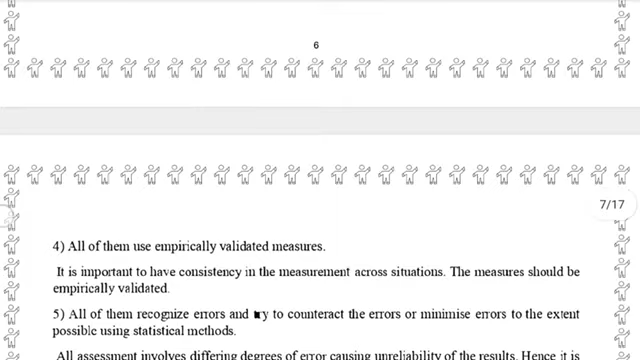 6
7/17
4) All of them use empirically validated measures.
It is important to have consistency in the measurement across situations. The measures should be
empirically validated.
5) All of them recognize errors and try to counteract the errors or minimise errors to the extent
possible using statistical methods.
All assessment involves differing degrees of error causing unreliability of the results. Hence it is